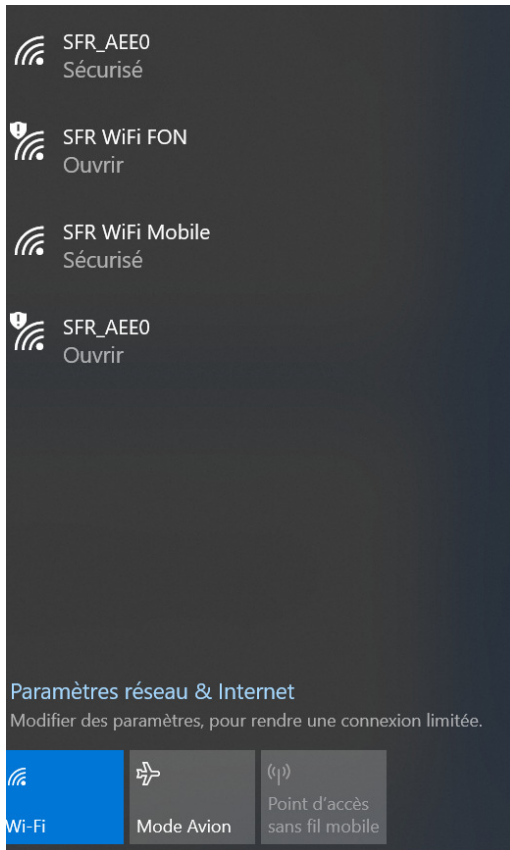 SFR_AEE0
Sécurisé
SFR WiFi FON
Ouvrir
SFR WiFi Mobile
Sécurisé
SFR_AEE0
Ouvrir
Paramètres réseau & Internet
Modifier des paramètres, pour rendre une connexion limitée.
Wi-Fi
Mode Avion
Point d'accès
sans fil mobile